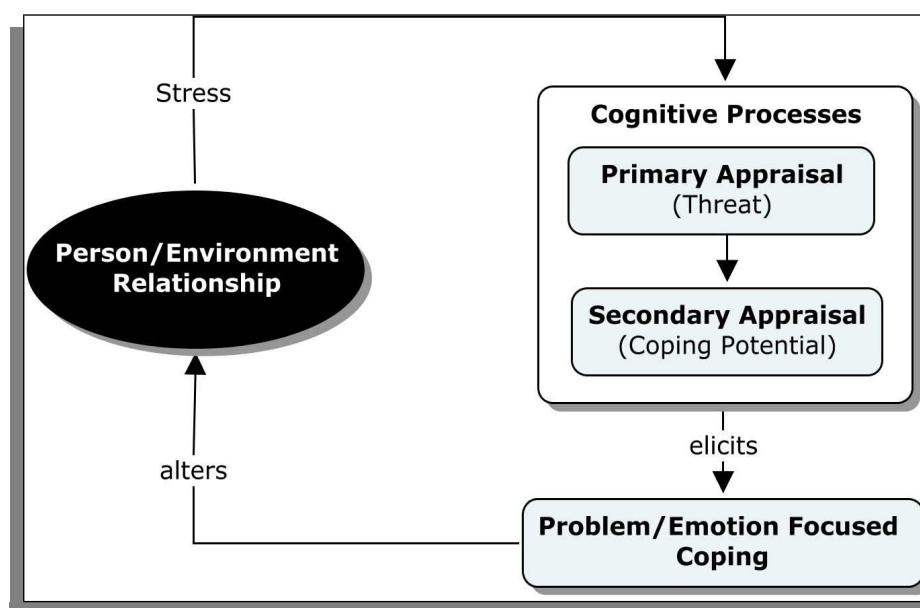 Stress
Cognitive Processes
Primary Appraisal
(Threat)
Person/Environment
Relationship
Secondary Appraisal
(Coping Potential)
elicits
alters
Problem/Emotion Focused
Coping